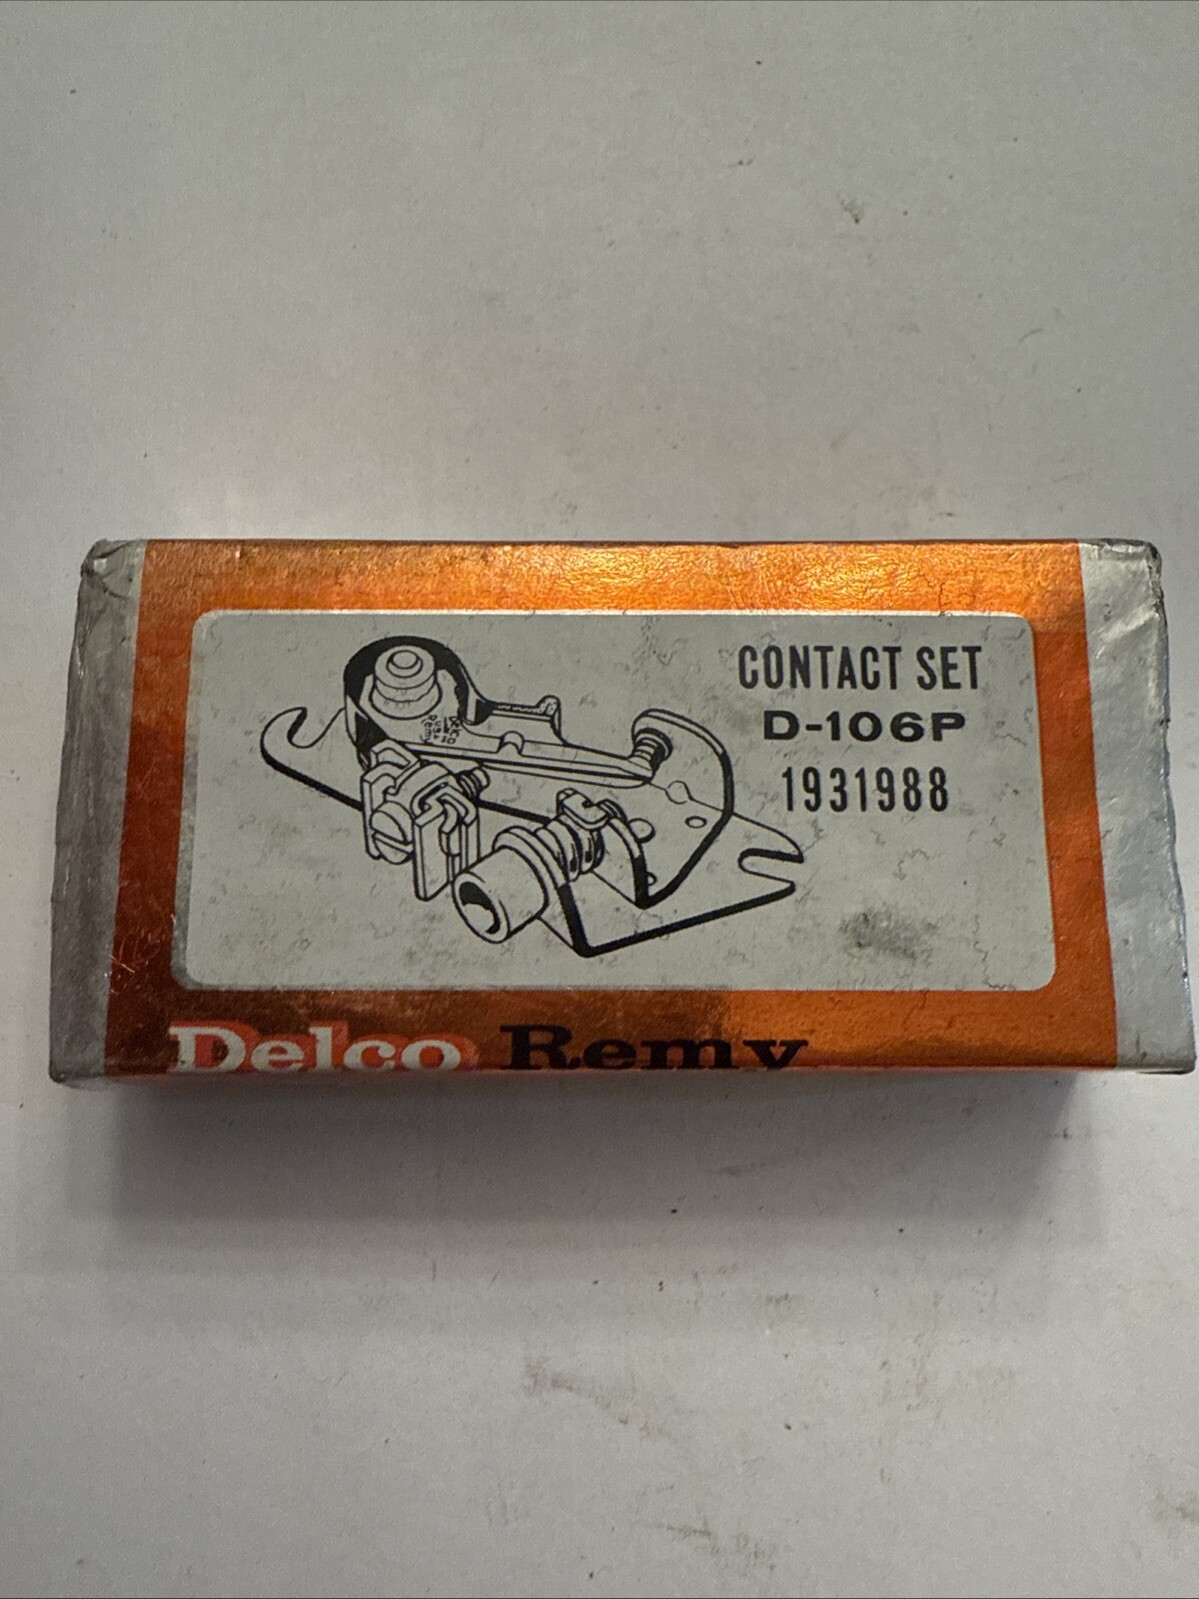 CONTACT SET
D-106P
1931988
Delco Remy